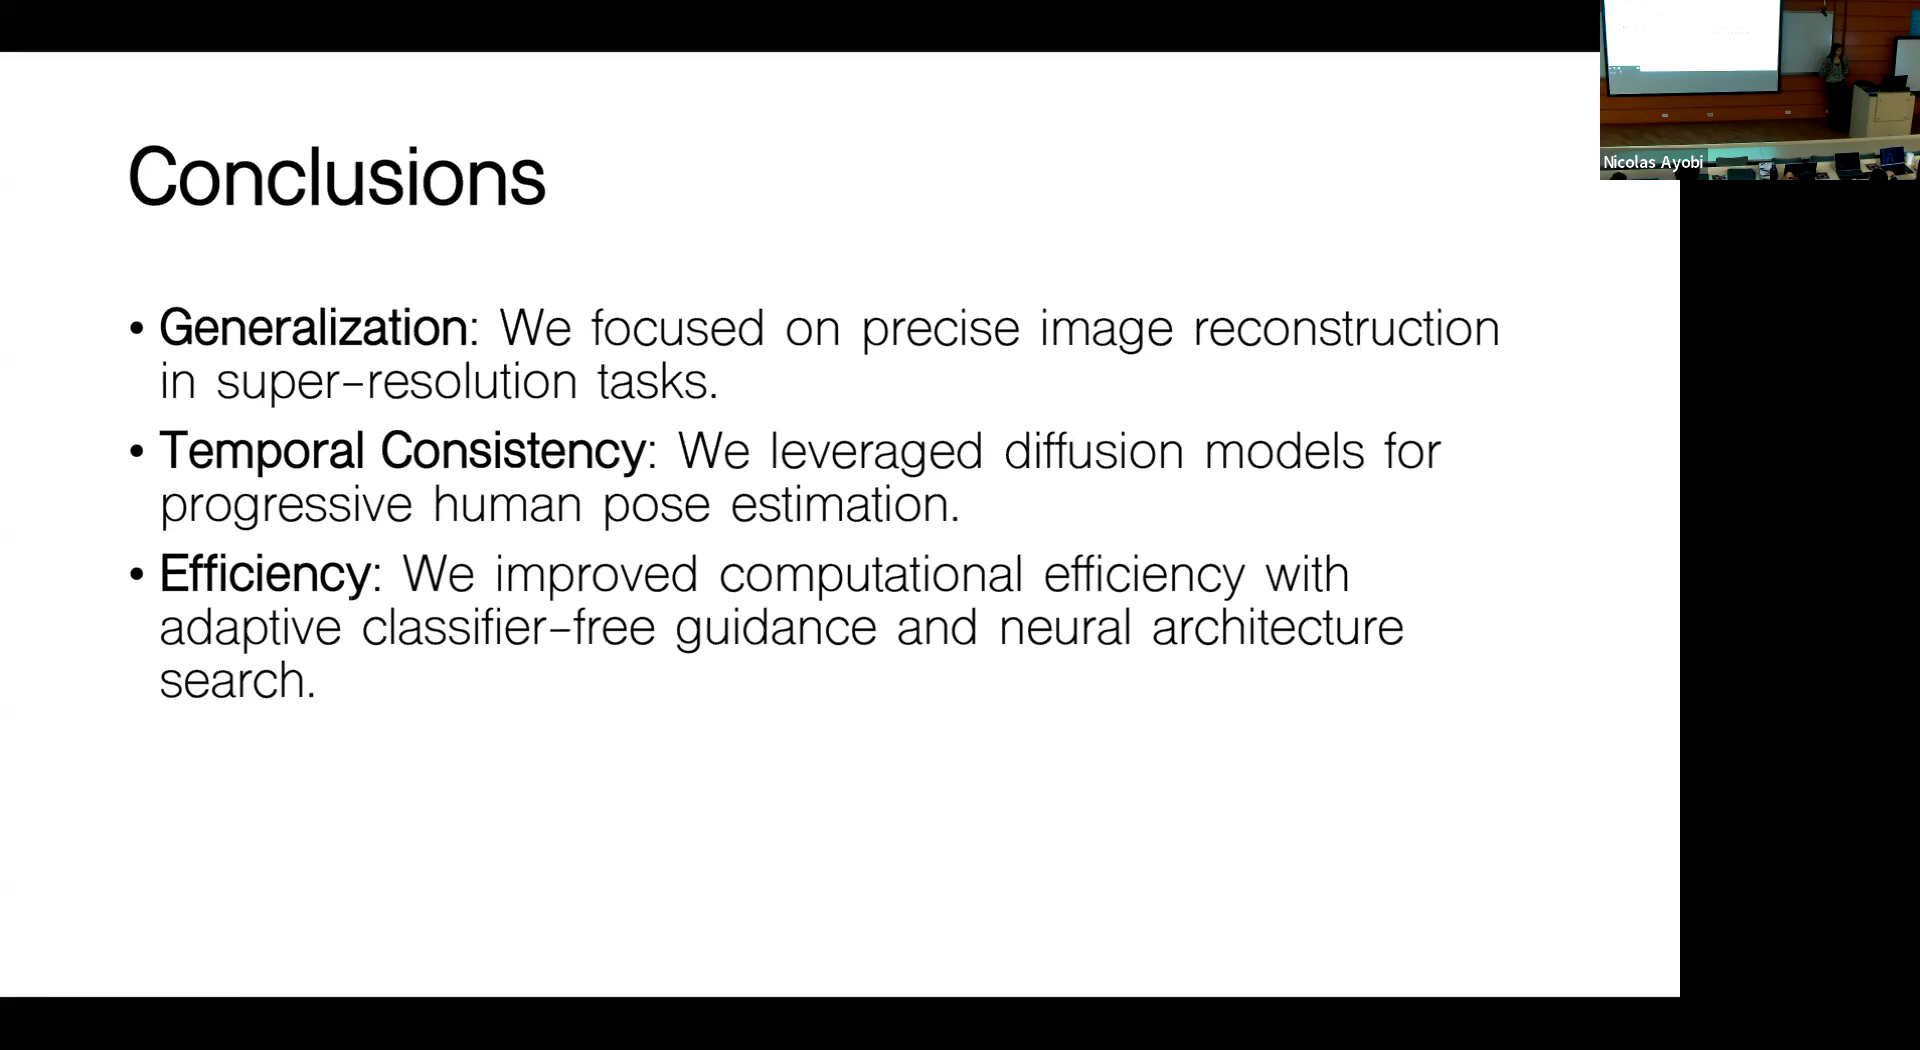 Conclusions
• Generalization: We focused on precise image reconstruction
in super-resolution tasks.
• Temporal Consistency: We leveraged diffusion models for
progressive human pose estimation.
• Efficiency: We improved computational efficiency with
adaptive classifier-free guidance and neural architecture
search.
Nicolas Ayobi